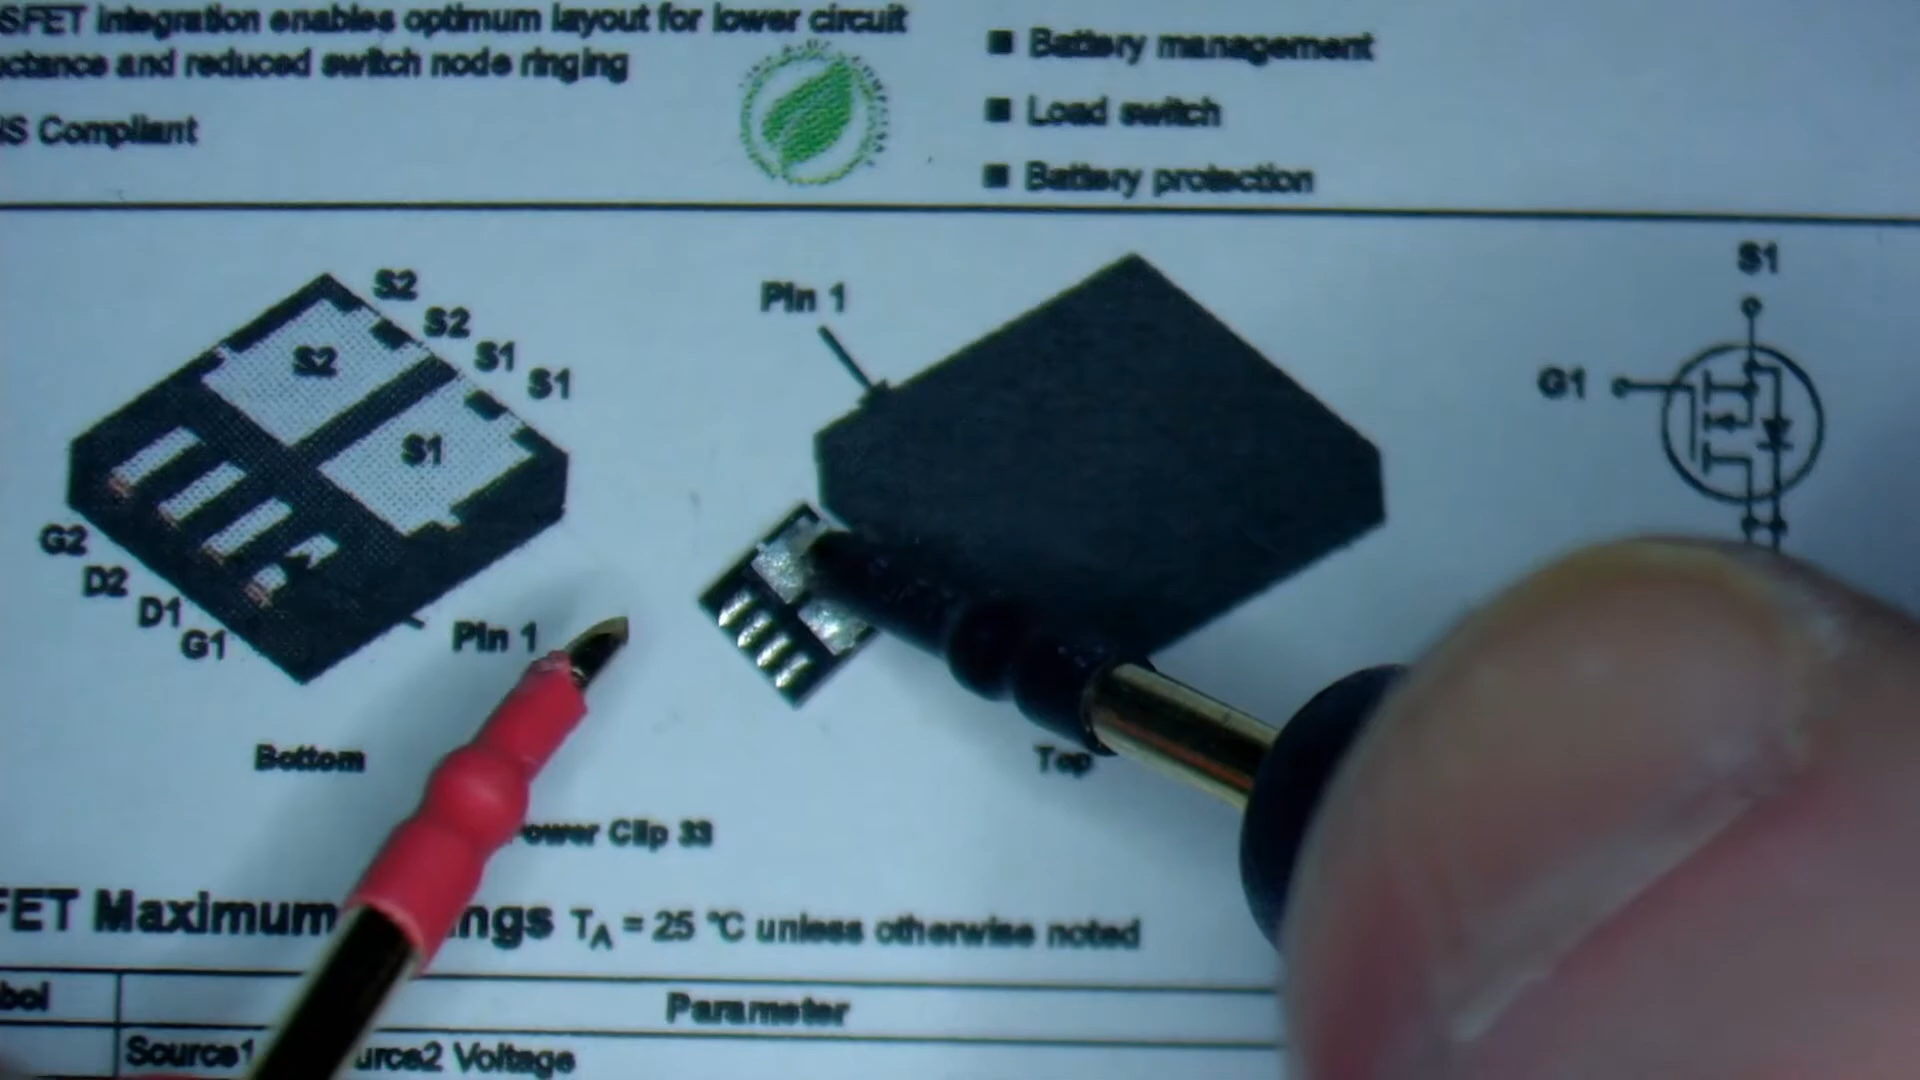 SFET integration enables optimum layout for lower circuit
uctance and reduced switch node ringing
HS Compliant
Battery management
Load switch
Battery protection
S2
S2
S1
S1
S2
S1
G2
D2
D1
G1
Pin 1
Bottom
Pin 1
Top
S1
G1
ower Clip 33
FET Maximum ngs TA = 25 °C unless otherwise noted
bol
Parameter
Source1 urce2 Voltage